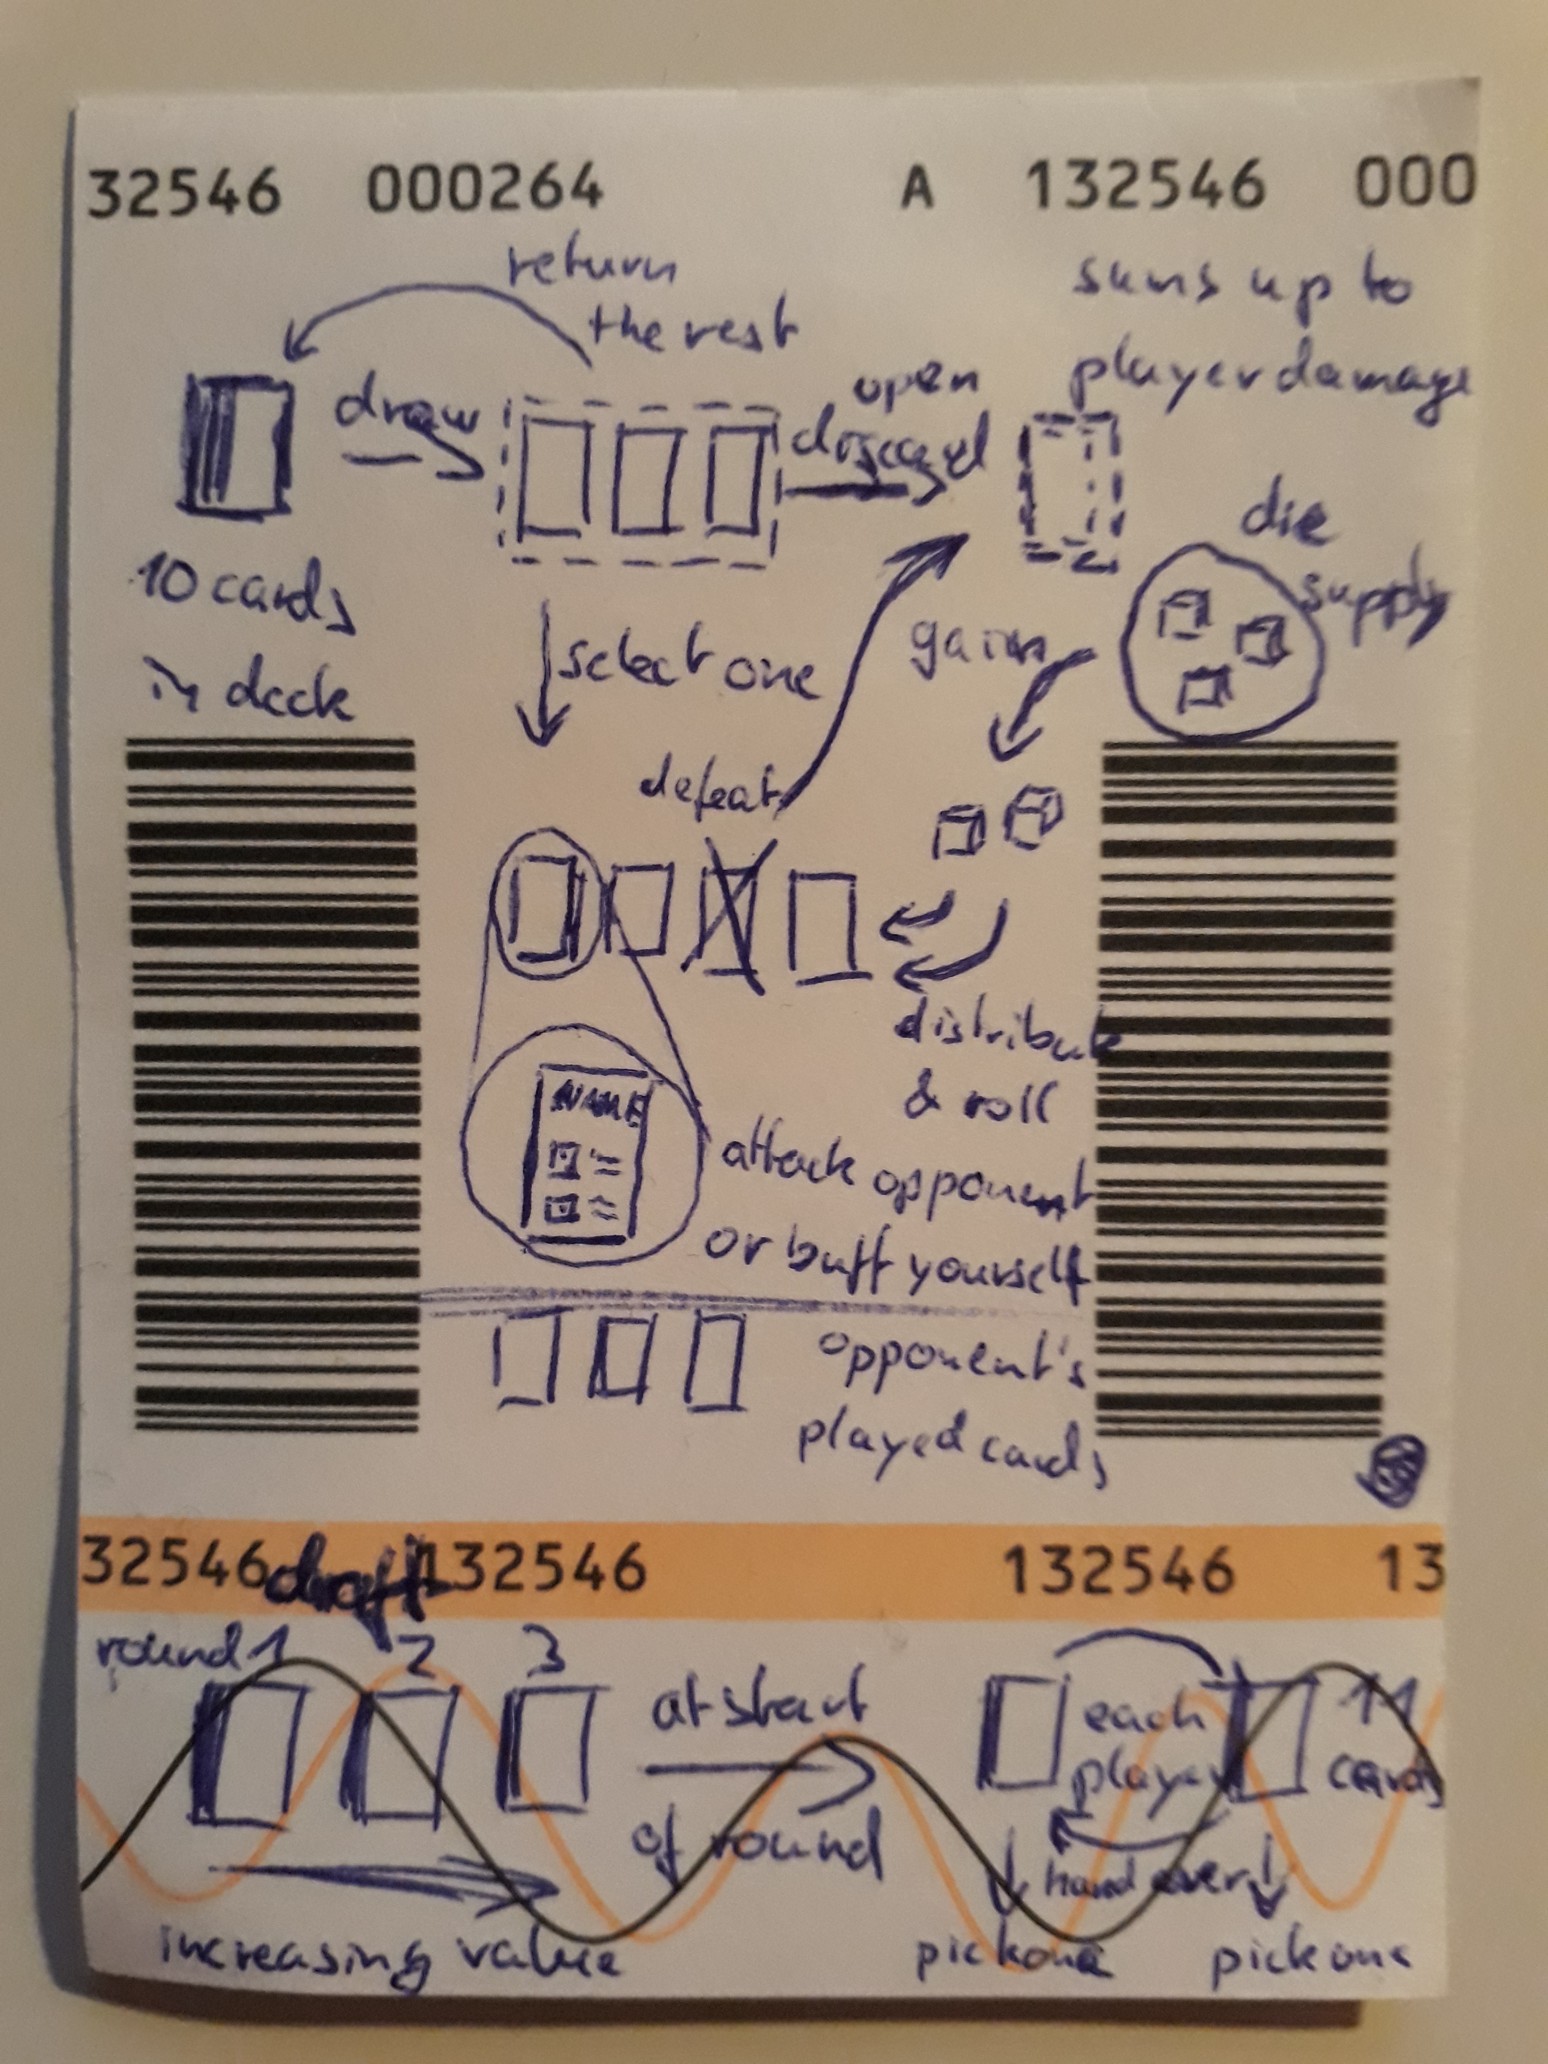 32546 000264 A 132546 000
return
the rest
sums up to
player damage
draw
open
discard
die
supply
10 cards
in deck
select one
gain
defeat
distribute
& roll
NAME
attack opponent
or buff yourself
opponent's
played cards
32546 132546 132546 13
draft
round 1 2 3
at start
of round
each
player
11
cards
hand over
increasing value
pick one
pick one